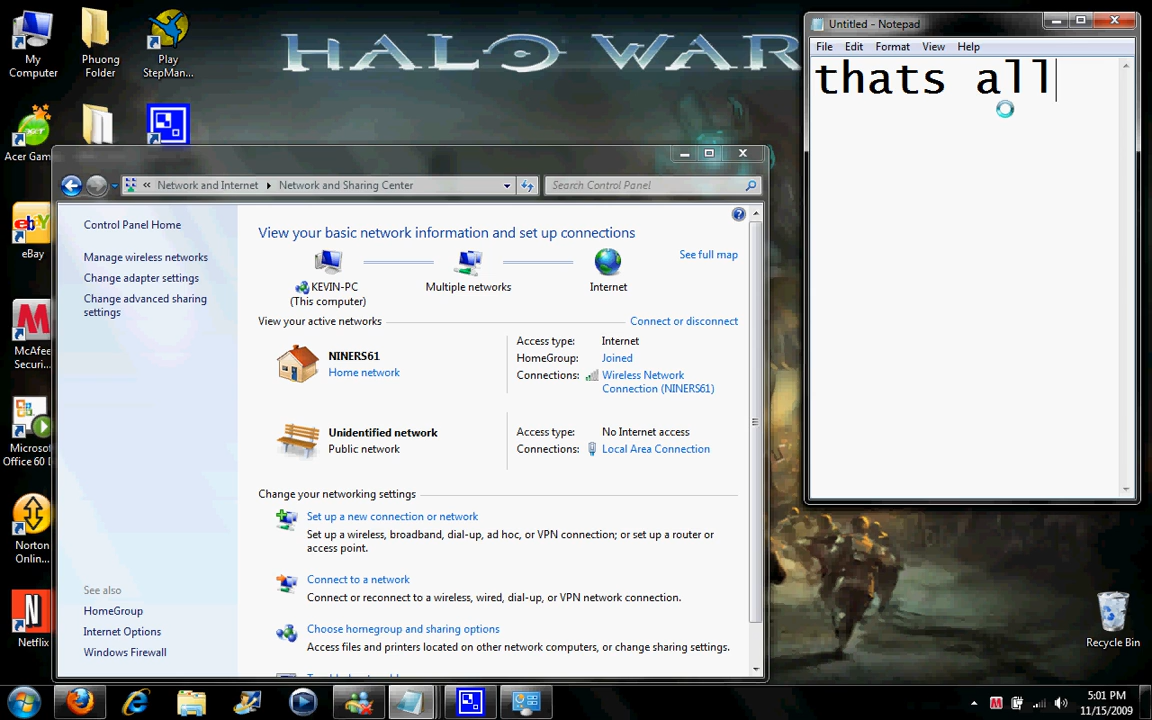 HALO WAR
My
Computer
Phuong
Folder
Play
StepMan...
Acer Gam
eBay
McAfee
Securi...
Microso
Office 60 D
Norton
Onlin...
Netflix
Untitled - Notepad
File Edit Format View Help
thats all
Network and Internet Network and Sharing Center
Search Control Panel
Control Panel Home
Manage wireless networks
Change adapter settings
Change advanced sharing
settings
See also
HomeGroup
Internet Options
Windows Firewall
View your basic network information and set up connections
See full map
KEVIN-PC
(This computer)
Multiple networks
Internet
View your active networks
Connect or disconnect
NINERS61
Home network
Access type: Internet
HomeGroup: Joined
Connections: Wireless Network
Connection (NINERS61)
Unidentified network
Public network
Access type: No Internet access
Connections: Local Area Connection
Change your networking settings
Set up a new connection or network
Set up a wireless, broadband, dial-up, ad hoc, or VPN connection; or set up a router or
access point.
Connect to a network
Connect or reconnect to a wireless, wired, dial-up, or VPN network connection.
Choose homegroup and sharing options
Access files and printers located on other network computers, or change sharing settings.
Recycle Bin
5:01 PM
11/15/2009